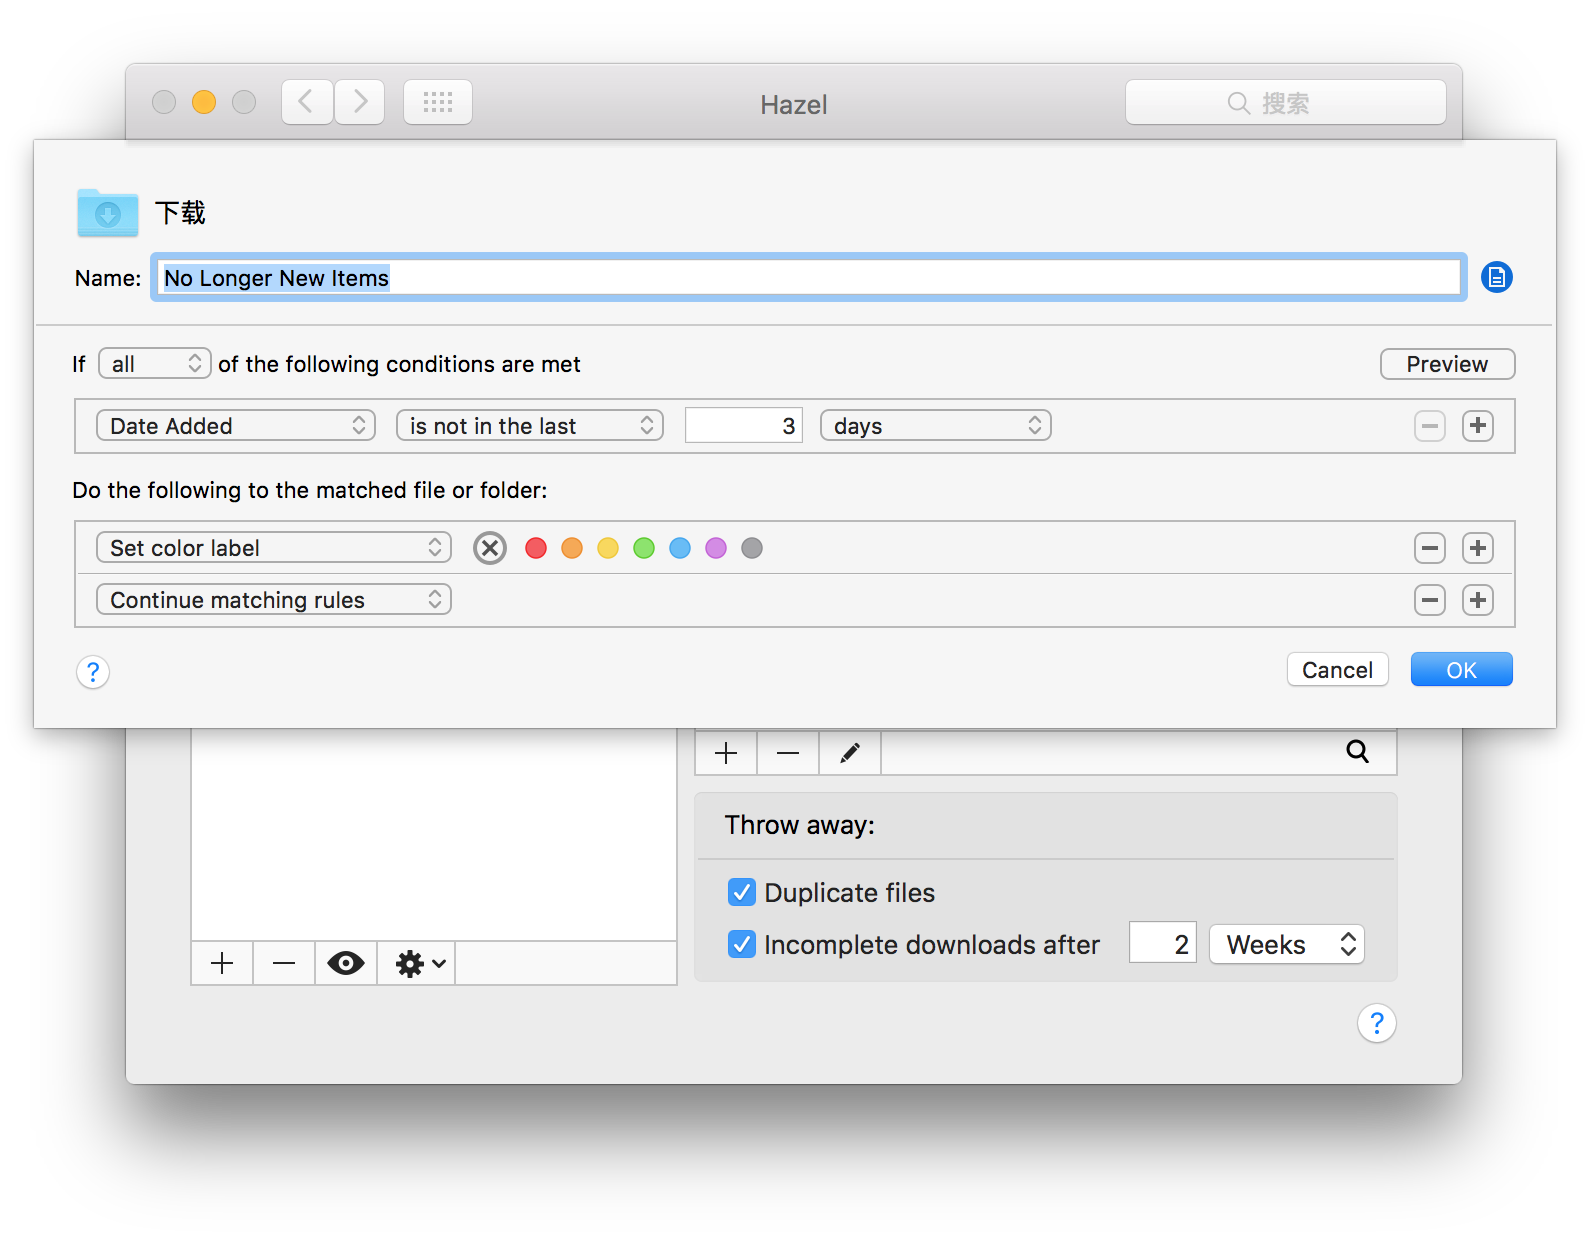 Hazel
搜索
下载
Name: No Longer New Items
If all of the following conditions are met Preview
Date Added is not in the last 3 days
Do the following to the matched file or folder:
Set color label
Continue matching rules
? Cancel OK
Throw away:
Duplicate files
Incomplete downloads after 2 Weeks
?